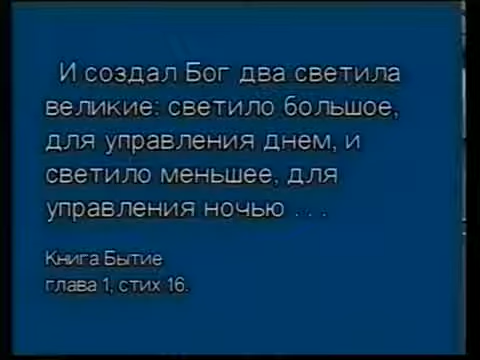 И создал Бог два светила
великие: светило большое,
для управления днем, и
светило меньшее, для
управления ночью . . .
Книга Бытие
глава 1, стих 16.